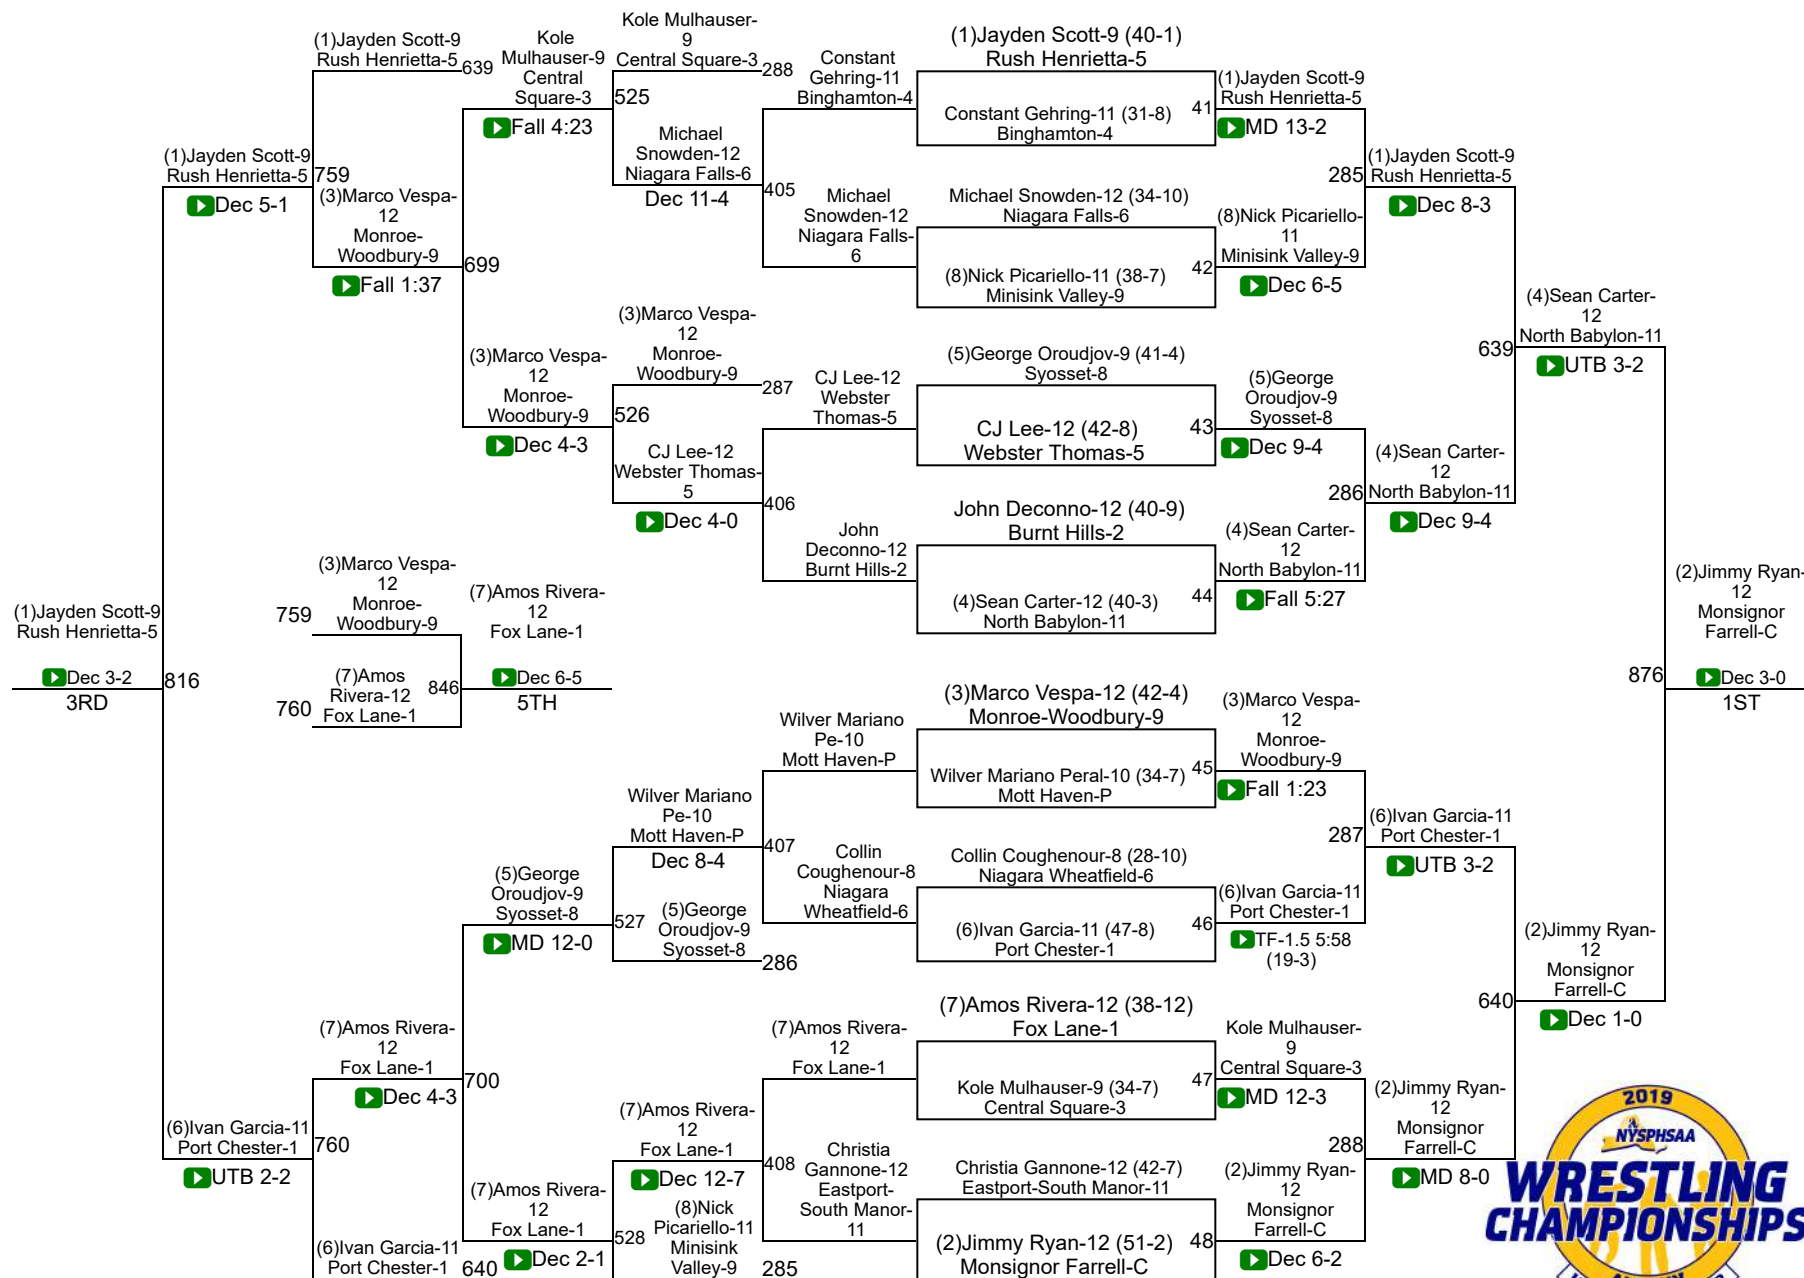 (1)Jayden Scott-9
Rush Henrietta-5
639
(3)Marco Vespa-
12
Monroe-
Woodbury-9
Fall 1:37
759
(1)Jayden Scott-9
Rush Henrietta-5
Dec 5-1
Kole
Mulhauser-9
Central
Square-3
Fall 4:23
699
(3)Marco Vespa-
12
Monroe-
Woodbury-9
Dec 4-3
Kole Mulhauser-
9
Central Square-3
288
525
Michael
Snowden-12
Niagara Falls-6
Dec 11-4
405
(3)Marco Vespa-
12
Monroe-
Woodbury-9
287
526
CJ Lee-12
Webster Thomas-
5
Dec 4-0
406
Constant
Gehring-11
Binghamton-4
Michael
Snowden-12
Niagara Falls-
6
CJ Lee-12
Webster
Thomas-5
John
Deconno-12
Burnt Hills-2
(1)Jayden Scott-9 (40-1)
Rush Henrietta-5
Constant Gehring-11 (31-8)
Binghamton-4
41
Michael Snowden-12 (34-10)
Niagara Falls-6
(8)Nick Picariello-11 (38-7)
Minisink Valley-9
42
(5)George Oroudjov-9 (41-4)
Syosset-8
CJ Lee-12 (42-8)
Webster Thomas-5
43
John Deconno-12 (40-9)
Burnt Hills-2
(4)Sean Carter-12 (40-3)
North Babylon-11
44
(1)Jayden Scott-9
Rush Henrietta-5
MD 13-2
285
(8)Nick Picariello-
11
Minisink Valley-9
Dec 6-5
(5)George
Oroudjov-9
Syosset-8
Dec 9-4
286
(4)Sean Carter-
12
North Babylon-11
Fall 5:27
(1)Jayden Scott-9
Rush Henrietta-5
Dec 8-3
639
(4)Sean Carter-
12
North Babylon-11
Dec 9-4
(4)Sean Carter-
12
North Babylon-11
UTB 3-2
(1)Jayden Scott-9
Rush Henrietta-5
Dec 3-2
3RD
816
759
(3)Marco Vespa-
12
Monroe-
Woodbury-9
760
(7)Amos
Rivera-12
Fox Lane-1
846
(7)Amos Rivera-
12
Fox Lane-1
Dec 6-5
5TH
876
(2)Jimmy Ryan-
12
Monsignor
Farrell-C
Dec 3-0
1ST
Wilver Mariano
Pe-10
Mott Haven-P
Wilver Mariano
Pe-10
Mott Haven-P
Dec 8-4
407
Collin
Coughenour-8
Niagara
Wheatfield-6
(5)George
Oroudjov-9
Syosset-8
MD 12-0
527
(5)George
Oroudjov-9
Syosset-8
286
(3)Marco Vespa-12 (42-4)
Monroe-Woodbury-9
Wilver Mariano Peral-10 (34-7)
Mott Haven-P
45
Collin Coughenour-8 (28-10)
Niagara Wheatfield-6
(6)Ivan Garcia-11 (47-8)
Port Chester-1
46
(3)Marco Vespa-
12
Monroe-
Woodbury-9
Fall 1:23
287
(6)Ivan Garcia-11
Port Chester-1
TF-1.5 5:58
(19-3)
(6)Ivan Garcia-11
Port Chester-1
UTB 3-2
640
(2)Jimmy Ryan-
12
Monsignor
Farrell-C
Dec 1-0
(7)Amos Rivera-
12
Fox Lane-1
Dec 4-3
700
(6)Ivan Garcia-11
Port Chester-1
UTB 2-2
760
(6)Ivan Garcia-11
Port Chester-1
640
(7)Amos Rivera-
12
Fox Lane-1
Dec 2-1
528
(7)Amos Rivera-
12
Fox Lane-1
Dec 12-7
408
(8)Nick
Picariello-11
Minisink
Valley-9
285
(7)Amos Rivera-
12
Fox Lane-1
Christia
Gannone-12
Eastport-
South Manor-
11
(7)Amos Rivera-12 (38-12)
Fox Lane-1
Kole Mulhauser-9 (34-7)
Central Square-3
47
Christia Gannone-12 (42-7)
Eastport-South Manor-11
(2)Jimmy Ryan-12 (51-2)
Monsignor Farrell-C
48
Kole Mulhauser-
9
Central Square-3
MD 12-3
288
(2)Jimmy Ryan-
12
Monsignor
Farrell-C
Dec 6-2
(2)Jimmy Ryan-
12
Monsignor
Farrell-C
MD 8-0
2019
NYSPHSAA
WRESTLING
CHAMPIONSHIPS